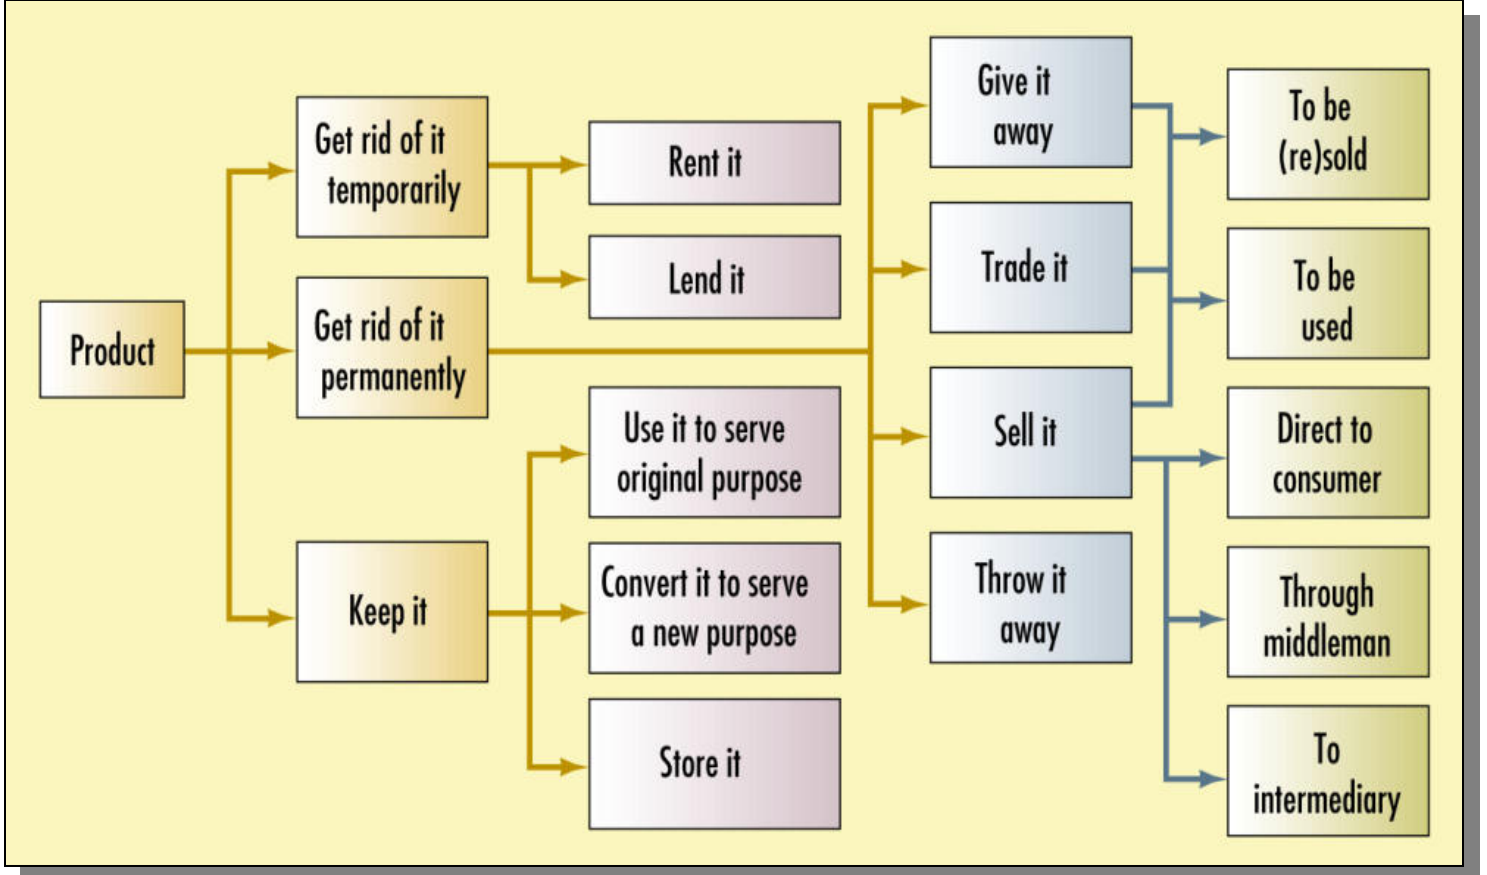 Product
Get rid of it
temporarily
Get rid of it
permanently
Keep it
Rent it
Lend it
Use it to serve
original purpose
Convert it to serve
a new purpose
Store it
Give it
away
Trade it
Sell it
Throw it
away
To be
(re)sold
To be
used
Direct to
consumer
Through
middleman
To
intermediary